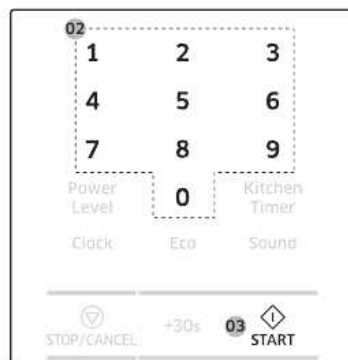 02
1 2 3
4 5 6
7 8 9
Power Level 0 Kitchen Timer
Clock Eco Sound
STOP/CANCEL +30s 03 START